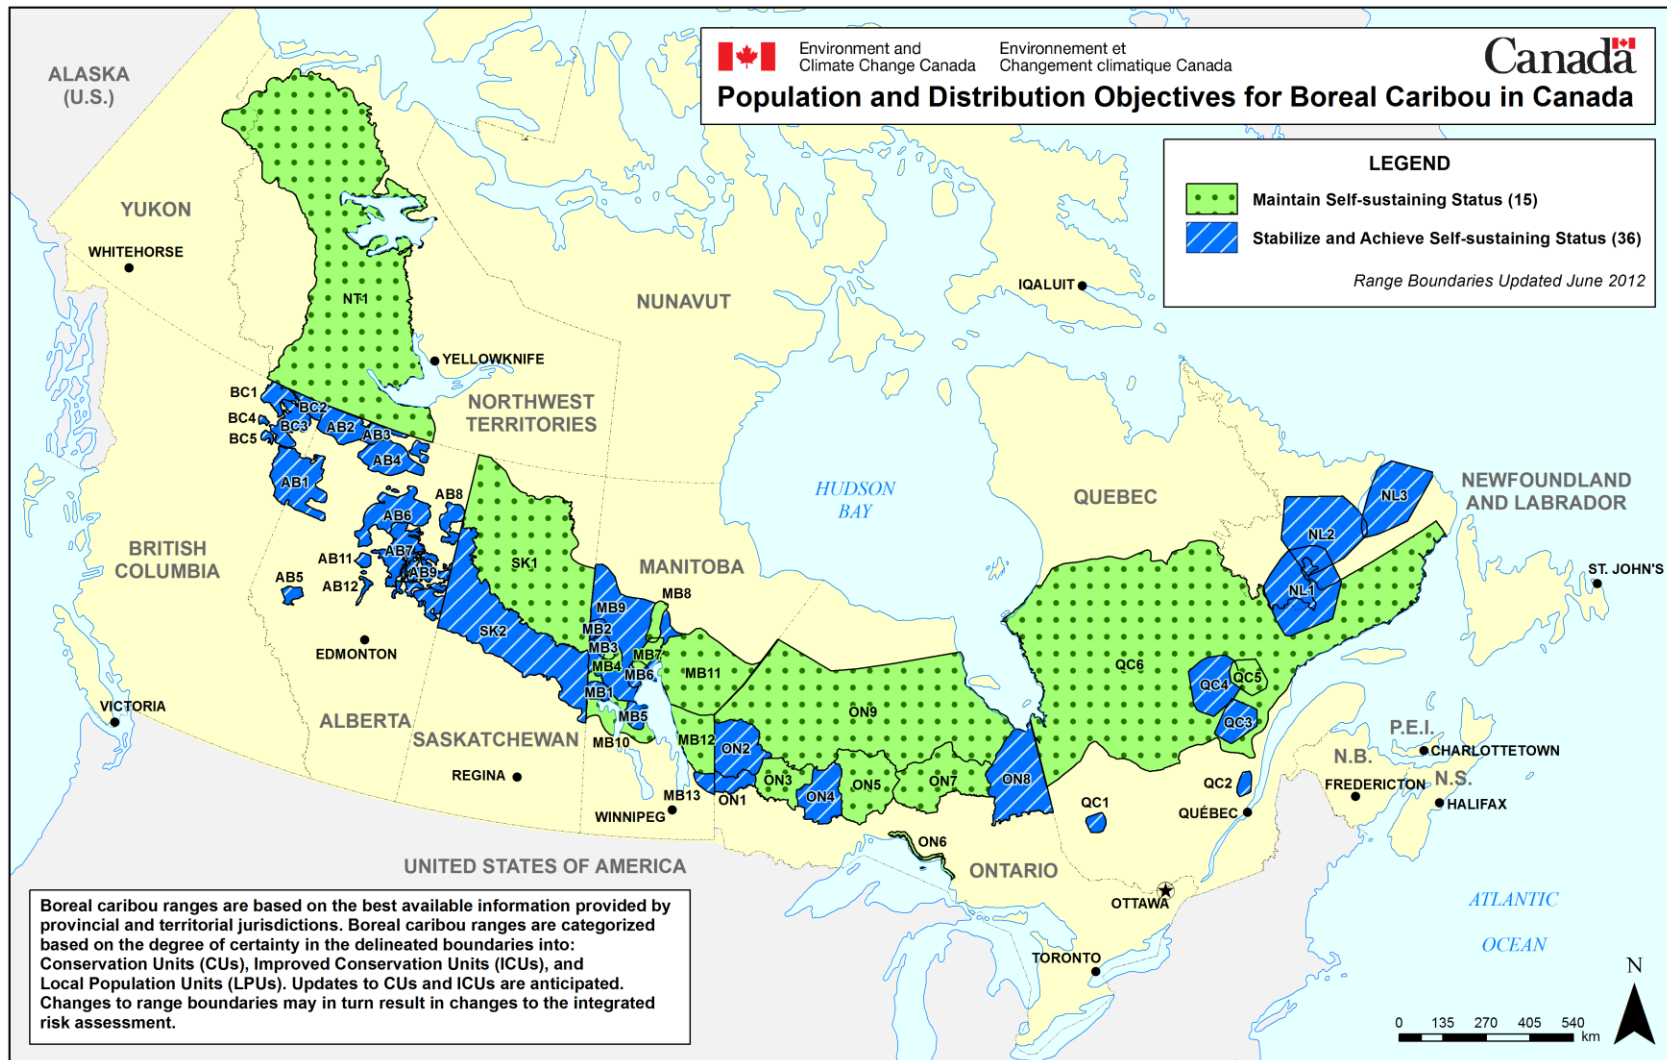 Environment and
Climate Change Canada
Environnement et
Changement climatique Canada
Canada
Population and Distribution Objectives for Boreal Caribou in Canada
LEGEND
Maintain Self-sustaining Status (15)
Stabilize and Achieve Self-sustaining Status (36)
Range Boundaries Updated June 2012
ALASKA
(U.S.)
YUKON
WHITEHORSE
NT1
NUNAVUT
IQALUIT
YELLOWKNIFE
NORTHWEST
TERRITORIES
BC1
BC2
BC4
BC3
BC5
AB2
AB3
AB4
AB1
AB8
AB6
AB7
AB11
AB9
AB12
AB5
BRITISH
COLUMBIA
HUDSON
BAY
QUEBEC
NL3
NEWFOUNDLAND
AND LABRADOR
NL2
NL1
ST. JOHN'S
SK1
MANITOBA
MB8
MB9
MB2
MB3
MB4
MB7
MB6
MB1
MB5
MB10
MB11
MB12
MB13
SK2
EDMONTON
VICTORIA
ALBERTA
SASKATCHEWAN
REGINA
WINNIPEG
ON9
ON2
ON1
ON3
ON4
ON5
ON7
ON8
ON6
QC6
QC4
QC5
QC3
QC2
QC1
QUÉBEC
P.E.I.
CHARLOTTETOWN
N.B.
N.S.
FREDERICTON
HALIFAX
UNITED STATES OF AMERICA
ONTARIO
OTTAWA
TORONTO
ATLANTIC
OCEAN
Boreal caribou ranges are based on the best available information provided by
provincial and territorial jurisdictions. Boreal caribou ranges are categorized
based on the degree of certainty in the delineated boundaries into:
Conservation Units (CUs), Improved Conservation Units (ICUs), and
Local Population Units (LPUs). Updates to CUs and ICUs are anticipated.
Changes to range boundaries may in turn result in changes to the integrated
risk assessment.
N
0 135 270 405 540
km